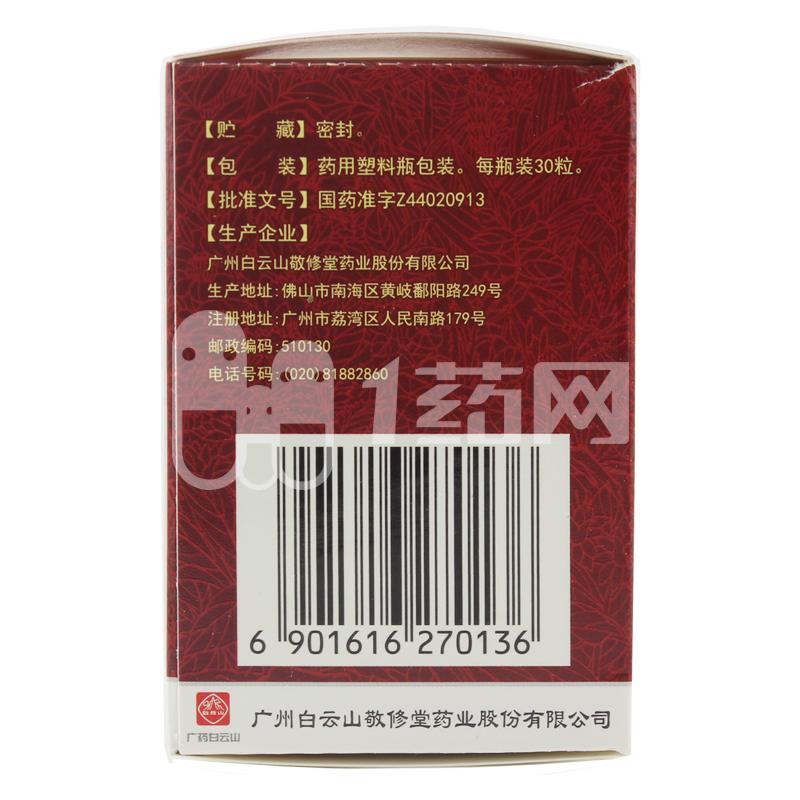 【贮 藏】密封。
【包 装】药用塑料瓶包装。每瓶装30粒。
【批准文号】国药准字Z44020913
【生产企业】
广州白云山敬修堂药业股份有限公司
生产地址:佛山市南海区黄岐鄱阳路249号
注册地址:广州市荔湾区人民南路179号
邮政编码:510130
电话号码:(020)81882860
1药网
6 901616 270136
白云山
广药白云山
广州白云山敬修堂药业股份有限公司